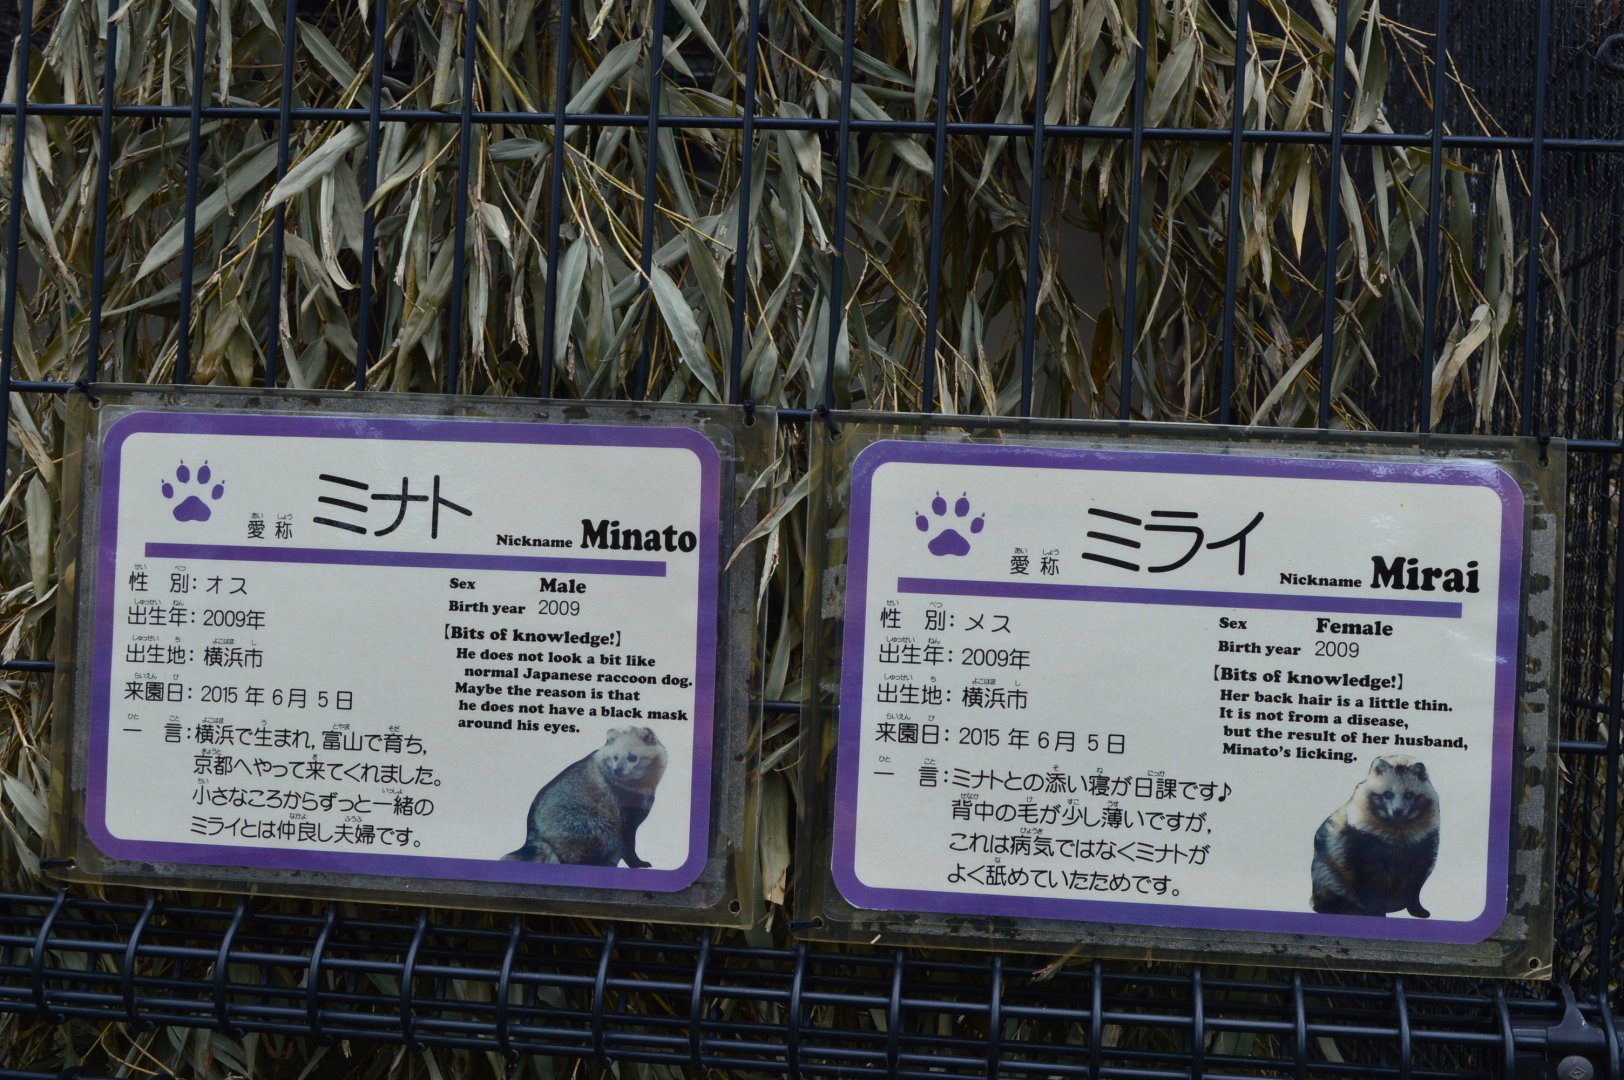 愛称 ミナト Nickname Minato
性別: オス
出生年: 2009年
出生地: 横浜市
来園日: 2015年6月5日
一言: 横浜で生まれ, 富山で育ち,
京都へやって来てくれました。
小さなころからずっと一緒の
ミライとは仲良し夫婦です。
Sex Male
Birth year 2009
【Bits of knowledge!】
He does not look a bit like
normal Japanese raccoon dog.
Maybe the reason is that
he does not have a black mask
around his eyes.
愛称 ミライ Nickname Mirai
性別: メス
出生年: 2009年
出生地: 横浜市
来園日: 2015年6月5日
一言: ミナトとの添い寝が日課です♪
背中の毛が少し薄いですが,
これは病気ではなくミナトが
よく舐めていたためです。
Sex Female
Birth year 2009
【Bits of knowledge!】
Her back hair is a little thin.
It is not from a disease,
but the result of her husband,
Minato's licking.